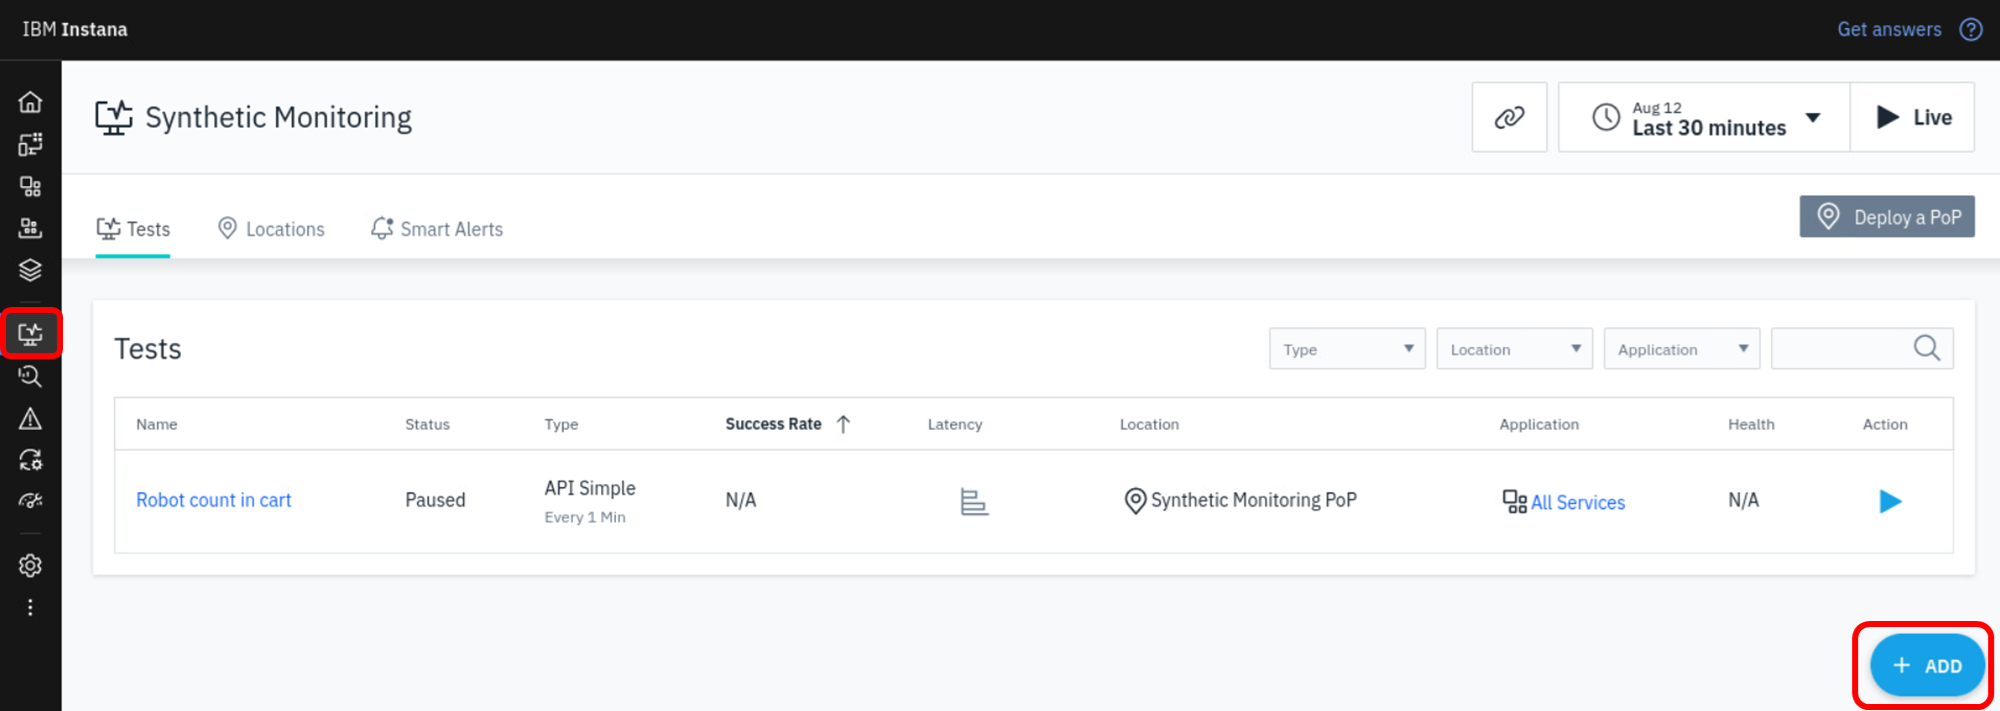 IBM Instana
Get answers
Synthetic Monitoring
Aug 12
Last 30 minutes
Live
Tests
Locations
Smart Alerts
Deploy a PoP
Tests
Type
Location
Application
Name
Status
Type
Success Rate
Latency
Location
Application
Health
Action
Robot count in cart
Paused
API Simple
Every 1 Min
N/A
Synthetic Monitoring PoP
All Services
N/A
+ ADD